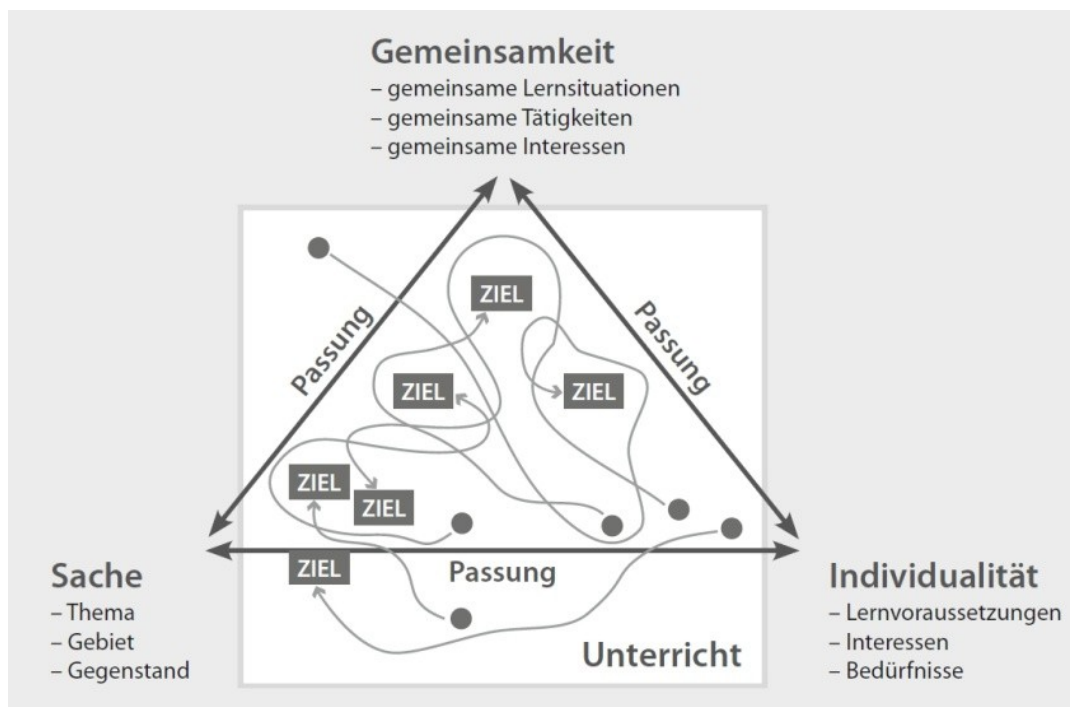 Gemeinsamkeit
– gemeinsame Lernsituationen
– gemeinsame Tätigkeiten
– gemeinsame Interessen
Passung
Passung
ZIEL
ZIEL
ZIEL
ZIEL
ZIEL
ZIEL
Passung
Sache
– Thema
– Gebiet
– Gegenstand
Individualität
– Lernvoraussetzungen
– Interessen
– Bedürfnisse
Unterricht